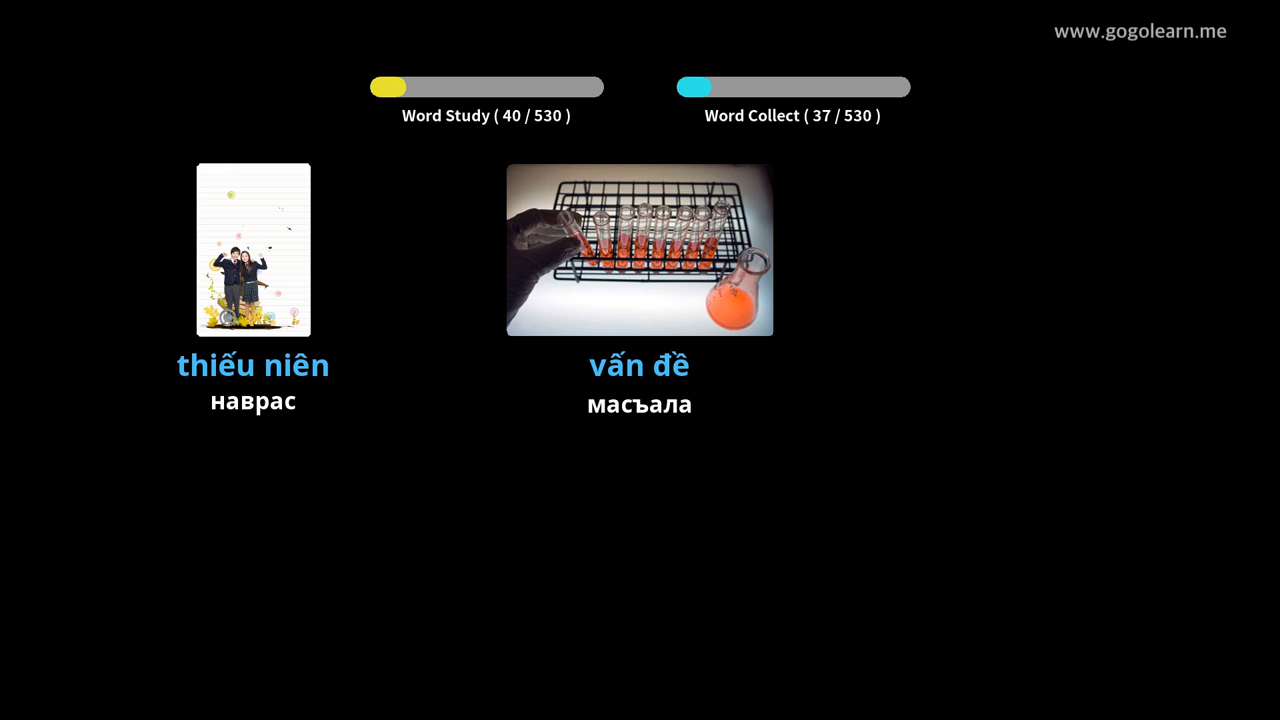 www.gogolearn.me
Word Study ( 40 / 530 )
Word Collect ( 37 / 530 )
thiếu niên
наврас
vấn đề
масъала